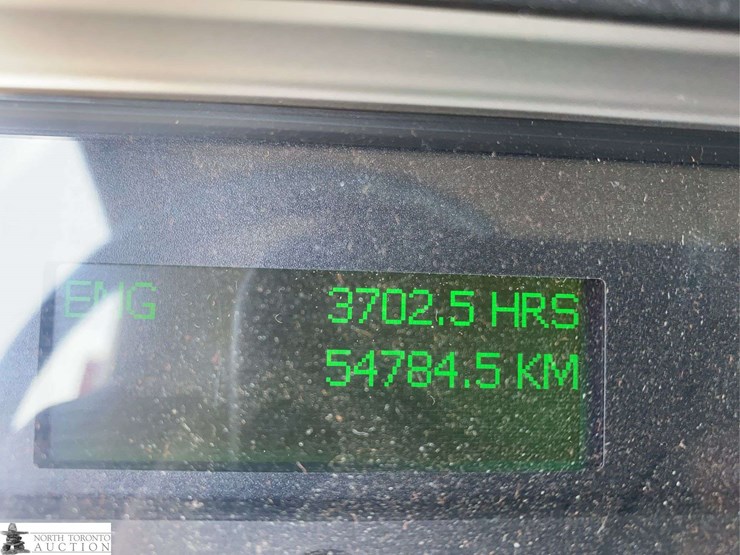 ENG 3702.5 HRS
54784.5 KM
NORTH TORONTO
AUCTION